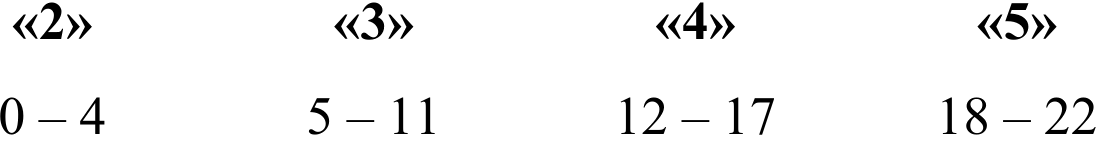 «2» «3» «4» «5»
0 – 4 5 – 11 12 – 17 18 – 22